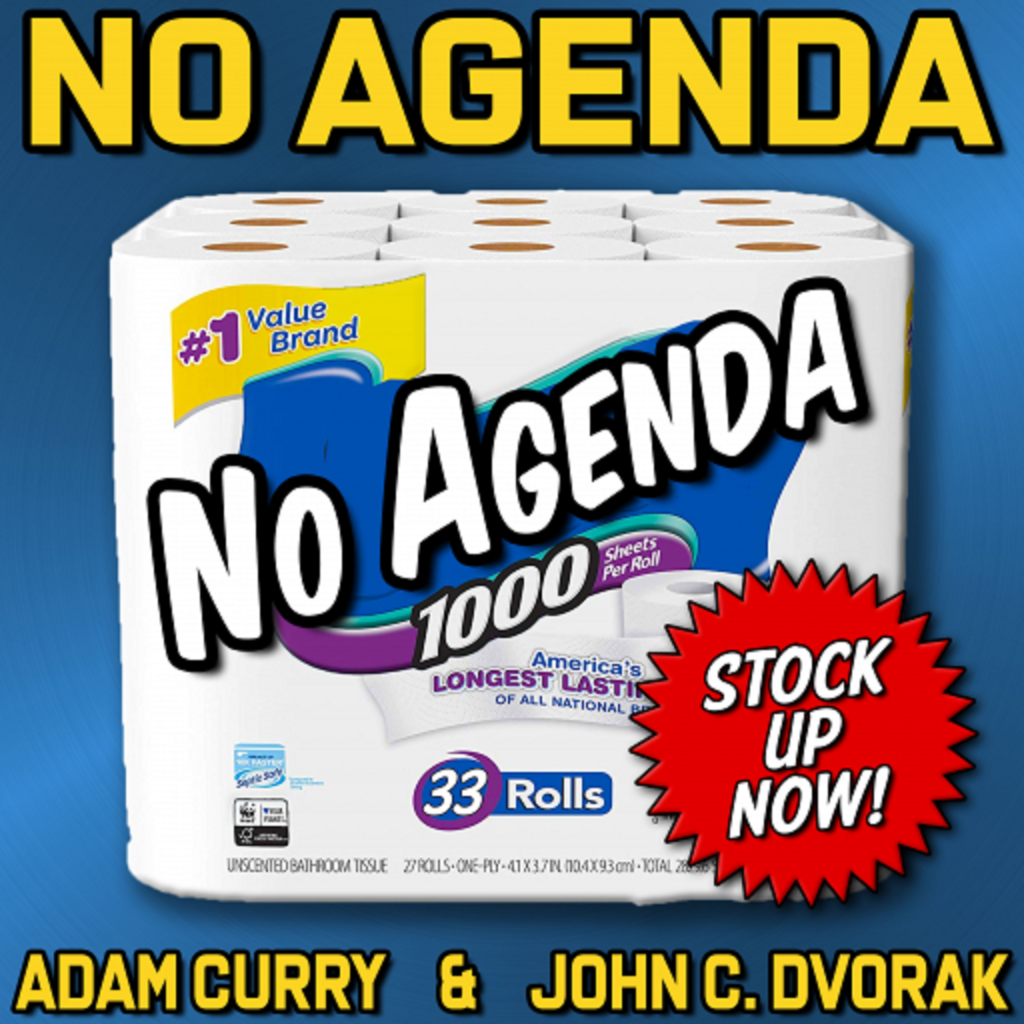 NO AGENDA
#1 Value
Brand
NO AGENDA
1000 Sheets
Per Roll
America's
LONGEST LASTI
OF ALL NATIONAL
STOCK
UP
NOW!
Septic Safe
33 Rolls
UNSCENTED BATHROOM TISSUE 27 ROLLS • ONE-PLY • 4.1 X 3.7 IN. (10.4 X 9.3 cm) • TOTAL
ADAM CURRY & JOHN C. DVORAK